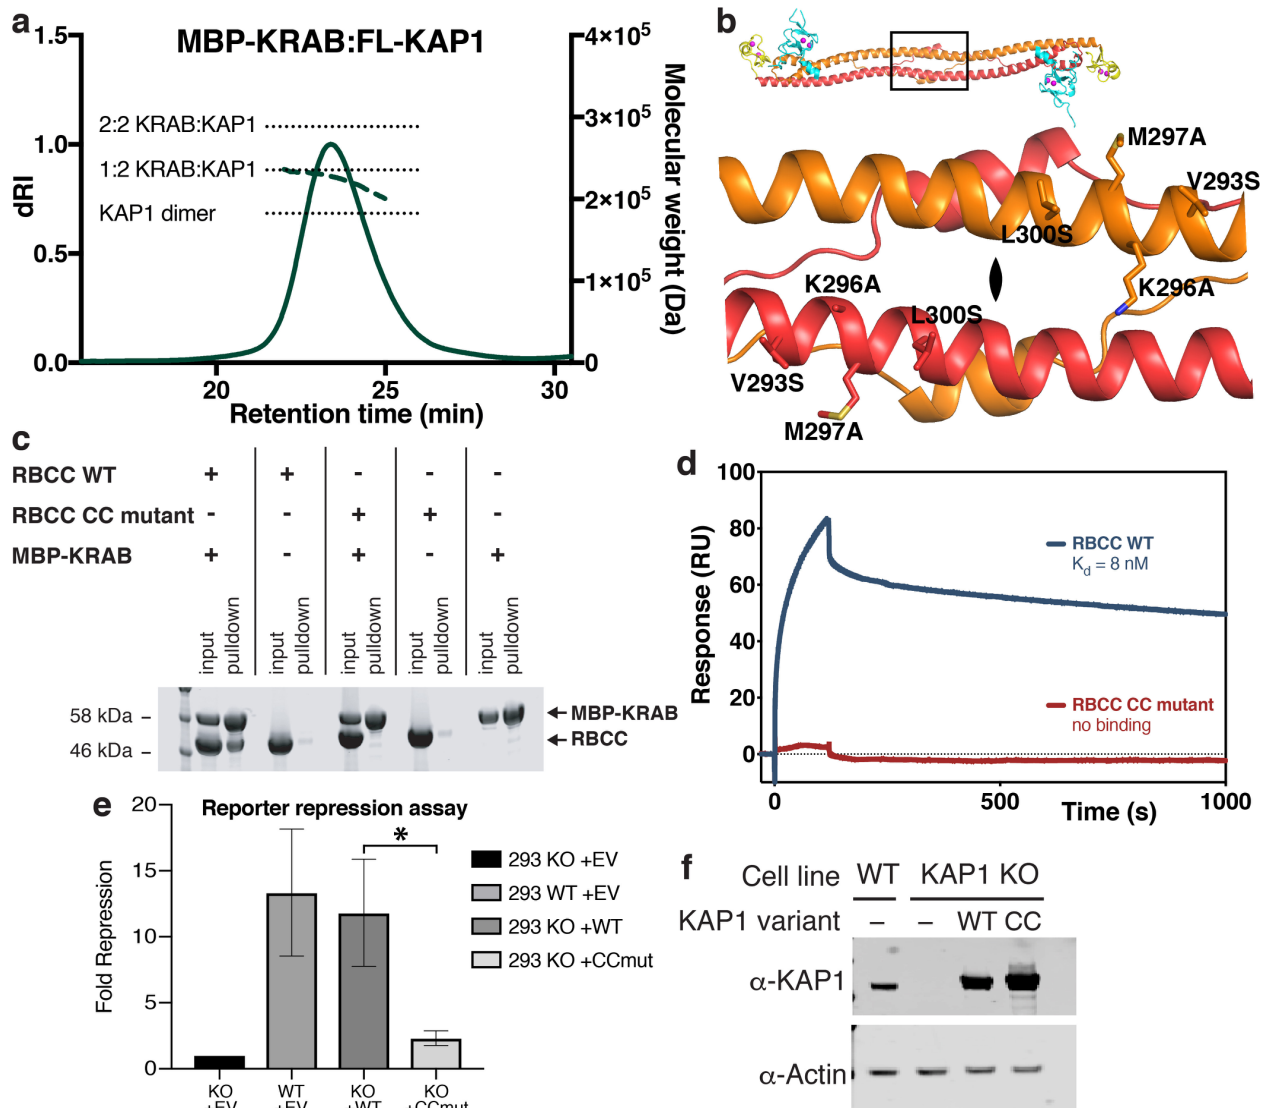 a
MBP-KRAB:FL-KAP1
1.5
1.0
0.5
0.0
dRI
4×10⁵
3×10⁵
2×10⁵
1×10⁵
0
Molecular weight (Da)
2:2 KRAB:KAP1
1:2 KRAB:KAP1
KAP1 dimer
20 25 30
Retention time (min)
b
M297A
V293S
L300S
K296A
K296A
L300S
V293S
M297A
c
RBCC WT + + - - -
RBCC CC mutant - - + + -
MBP-KRAB + - + - +
input pulldown input pulldown input pulldown input pulldown input pulldown
58 kDa –
46 kDa –
MBP-KRAB
RBCC
d
100
80
60
40
20
0
Response (RU)
RBCC WT
K_d = 8 nM
RBCC CC mutant
no binding
0 500 1000
Time (s)
e
Reporter repression assay
20
15
10
5
0
Fold Repression
*
293 KO +EV
293 WT +EV
293 KO +WT
293 KO +CCmut
KO WT KO KO
+EV +EV +WT +CCmut
f
Cell line WT KAP1 KO
KAP1 variant – – WT CC
α-KAP1
α-Actin